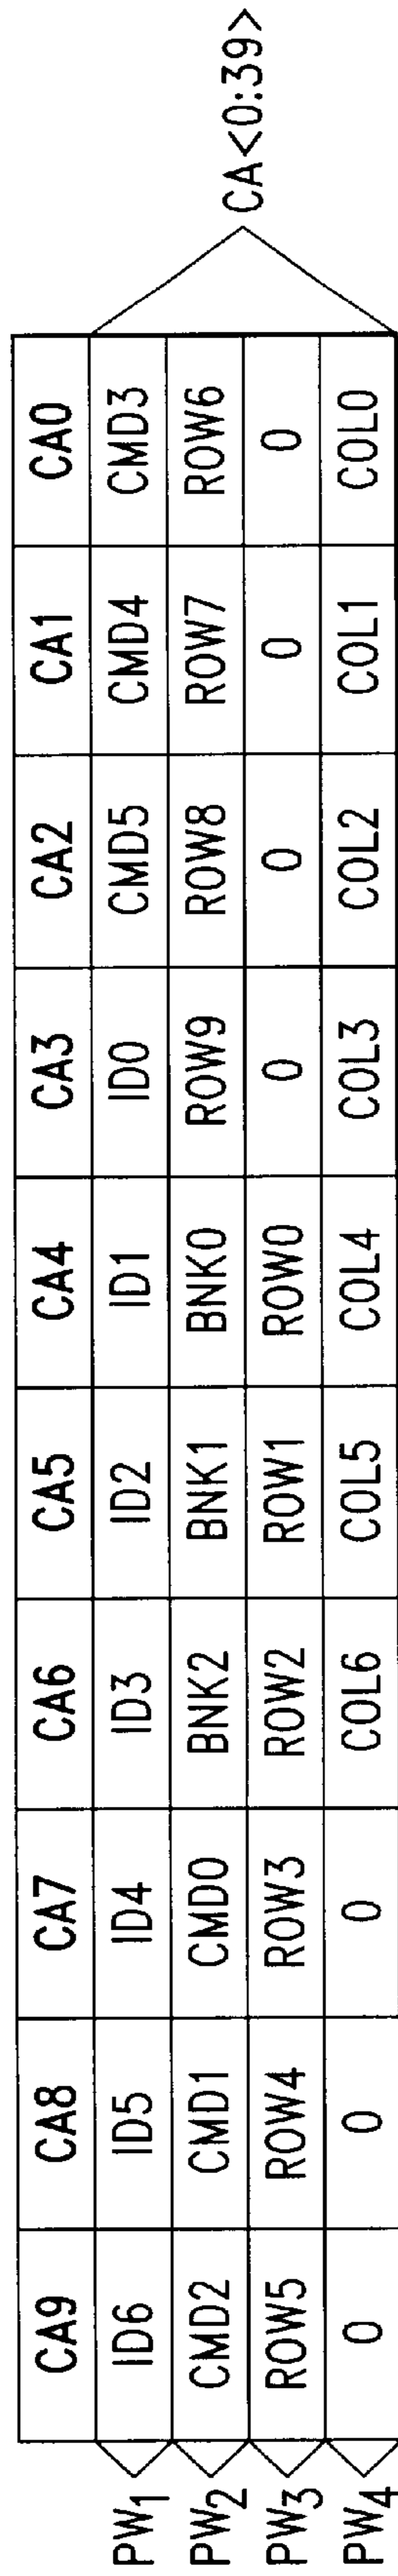 CA9 CA8 CA7 CA6 CA5 CA4 CA3 CA2 CA1 CA0
PW1 ID6 ID5 ID4 ID3 ID2 ID1 ID0 CMD5 CMD4 CMD3
PW2 CMD2 CMD1 CMD0 BNK2 BNK1 BNK0 ROW9 ROW8 ROW7 ROW6
PW3 ROW5 ROW4 ROW3 ROW2 ROW1 ROW0 0 0 0 0
PW4 0 0 0 COL6 COL5 COL4 COL3 COL2 COL1 COL0
CA<0:39>